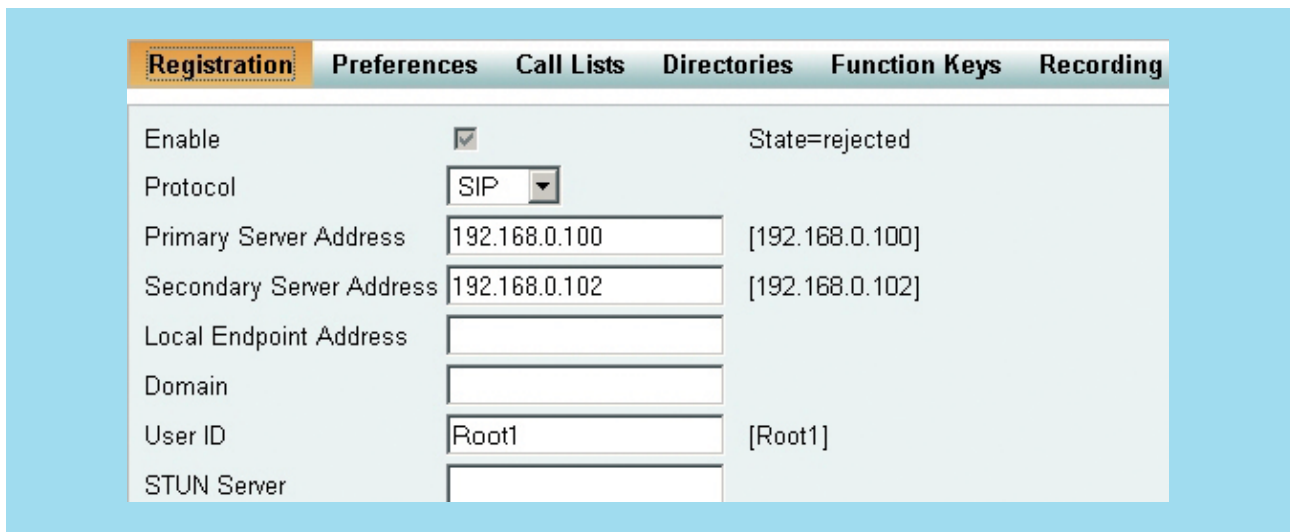 Registration Preferences Call Lists Directories Function Keys Recording
Enable State=rejected
Protocol SIP
Primary Server Address 192.168.0.100 [192.168.0.100]
Secondary Server Address 192.168.0.102 [192.168.0.102]
Local Endpoint Address
Domain
User ID Root1 [Root1]
STUN Server